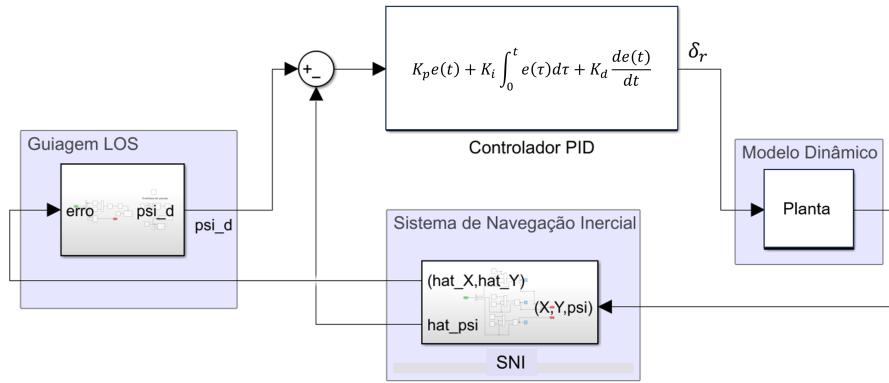 K_p e(t) + K_i ∫_0^t e(τ)dτ + K_d de(t)/dt
δ_r
+_
Controlador PID
Guiagem LOS
erro psi_d
psi_d
Modelo Dinâmico
Planta
Sistema de Navegação Inercial
(hat_X,hat_Y)
(X,Y,psi)
hat_psi
SNI